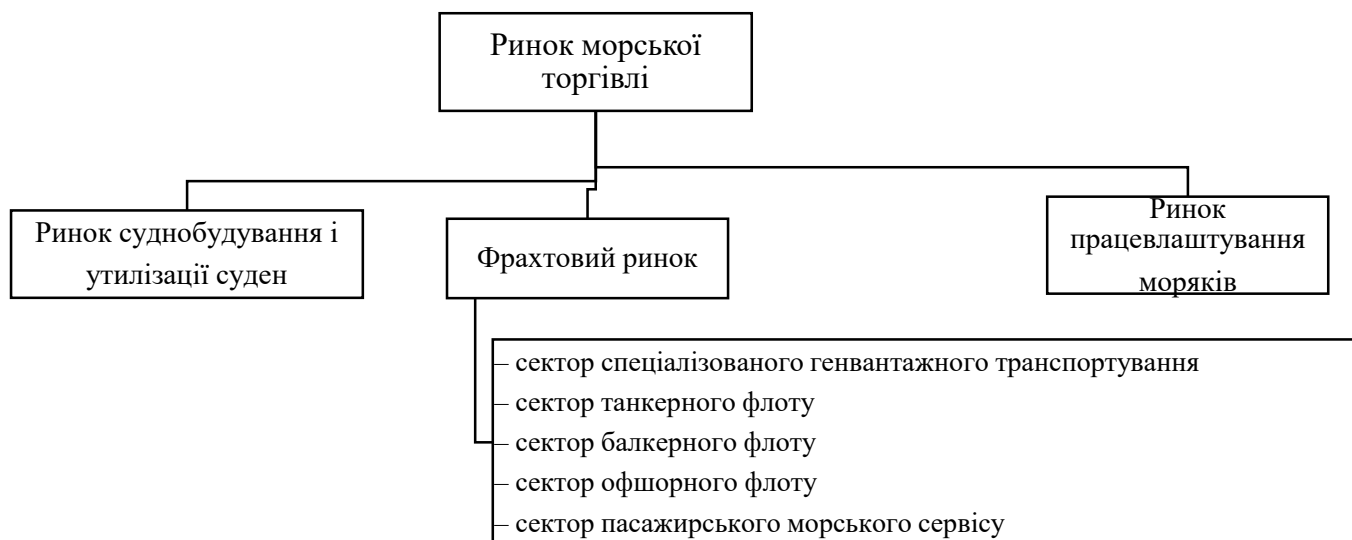 Ринок морської
торгівлі
Ринок суднобудування і
утилізації суден
Фрахтовий ринок
Ринок
працевлаштування
моряків
– сектор спеціалізованого генвантажного транспортування
– сектор танкерного флоту
– сектор балкерного флоту
– сектор офшорного флоту
– сектор пасажирського морського сервісу